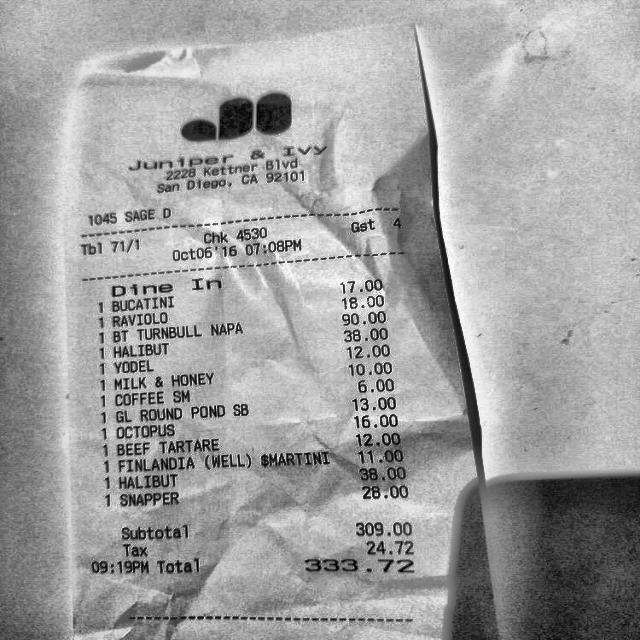 Juniper & Ivy
2228 Kettner Blvd
San Diego, CA 92101
1045 SAGE D
Tbl 71/1 Chk 4530 Gst 4
Oct06'16 07:08PM
Dine In
1 BUCATINI 17.00
1 RAVIOLO 18.00
1 BT TURNBULL NAPA 90.00
1 HALIBUT 38.00
1 YODEL 12.00
1 MILK & HONEY 10.00
1 COFFEE SM 6.00
1 GL ROUND POND SB 13.00
1 OCTOPUS 16.00
1 BEEF TARTARE 12.00
1 FINLANDIA (WELL) $MARTINI 11.00
1 HALIBUT 38.00
1 SNAPPER 28.00
Subtotal 309.00
Tax 24.72
09:19PM Total 333.72